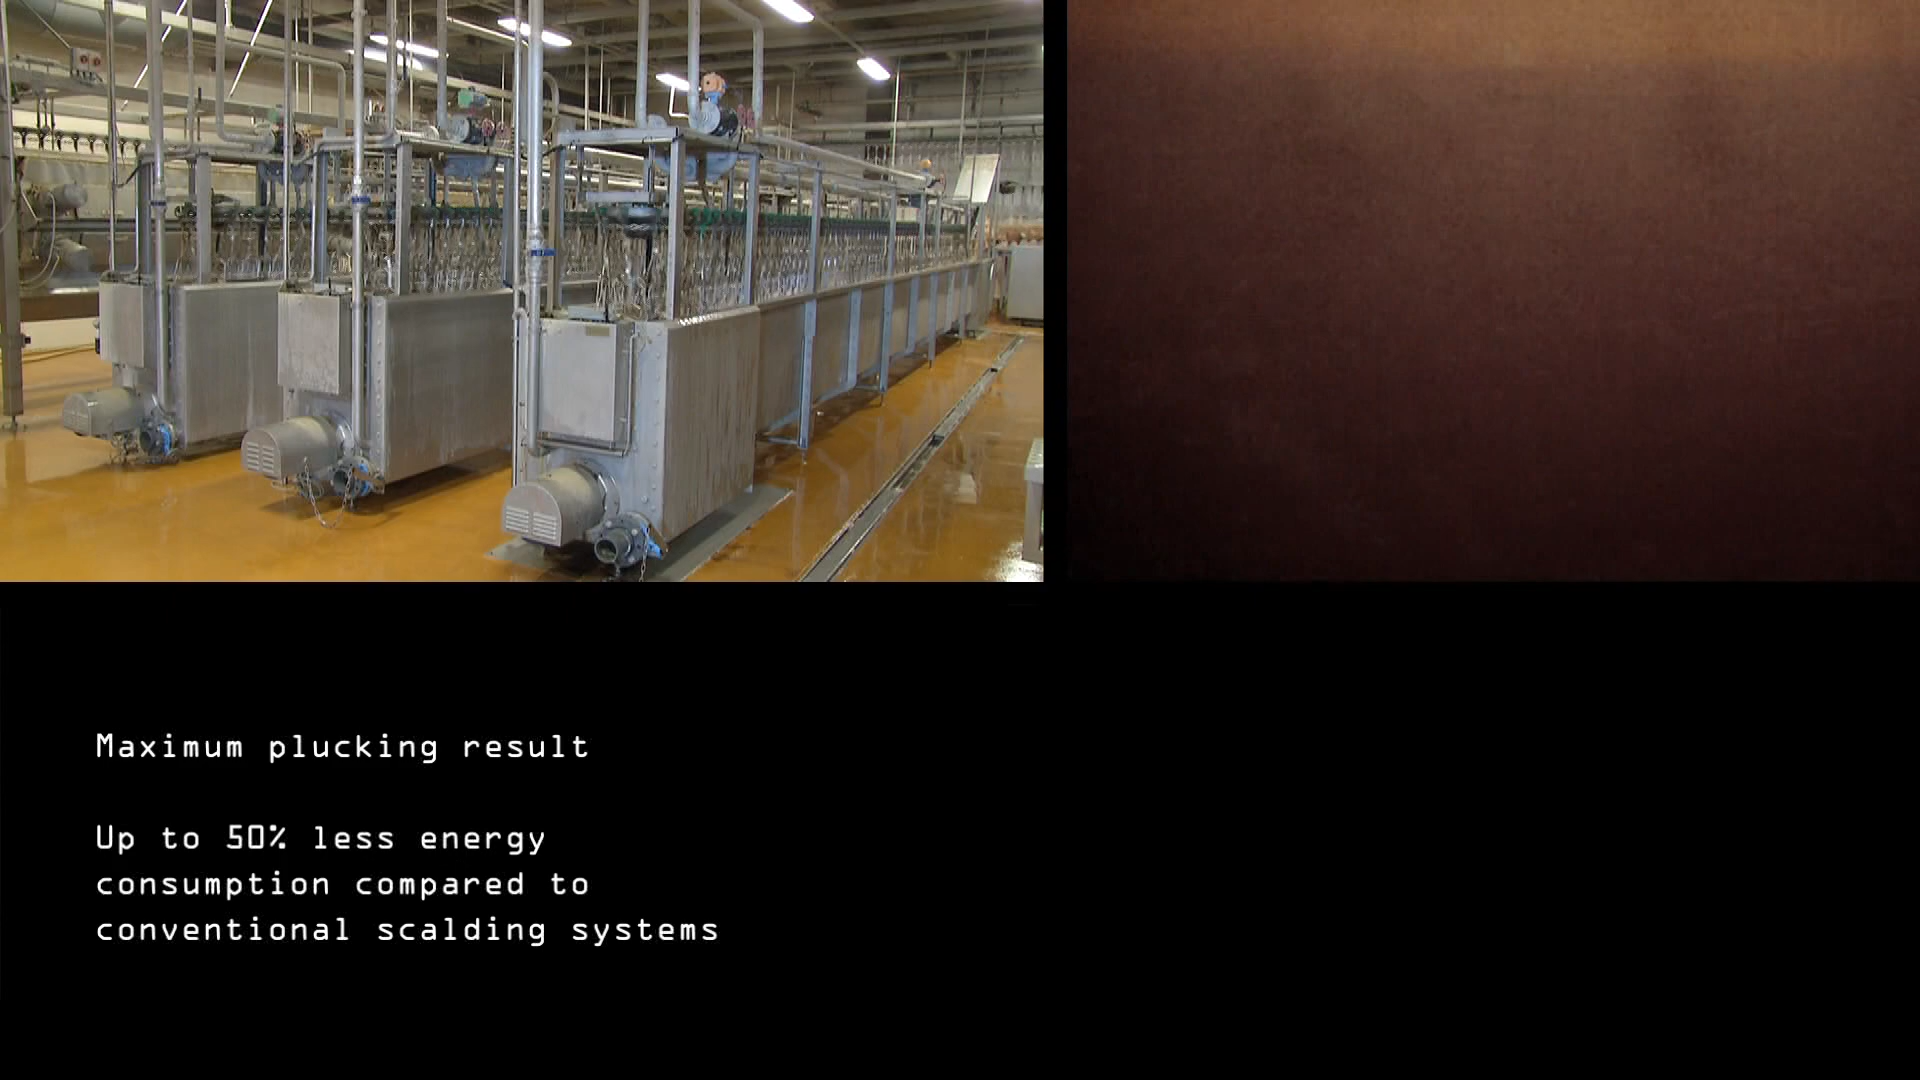 Maximum plucking result
Up to 50% less energy
consumption compared to
conventional scalding systems